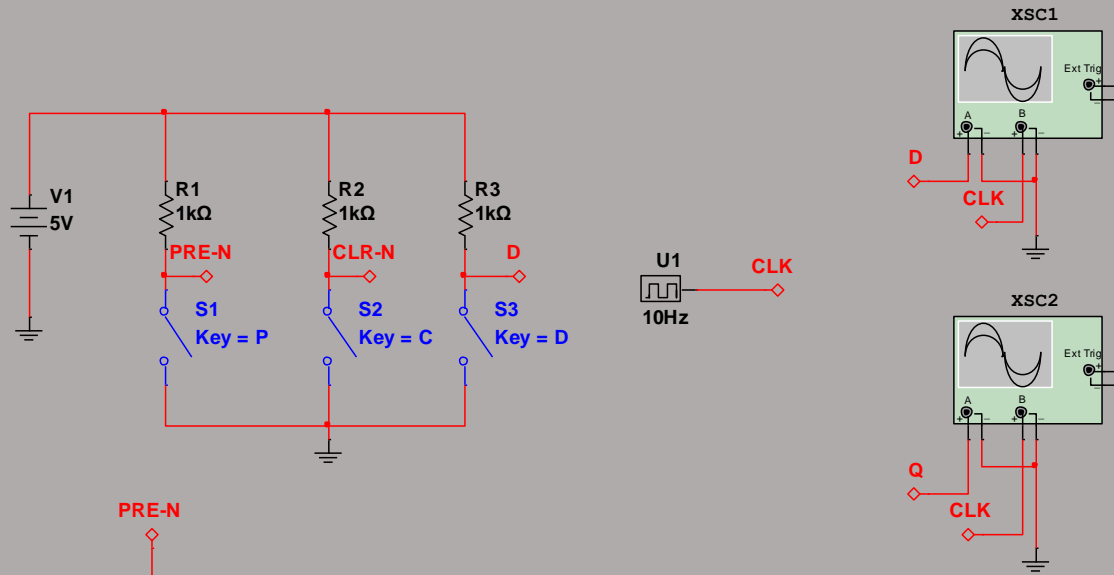 XSC1
Ext Trig
+
−
A
B
+ − + −
D
CLK
V1
5V
R1
1kΩ
R2
1kΩ
R3
1kΩ
PRE-N
CLR-N
D
S1
Key = P
S2
Key = C
S3
Key = D
U1
10Hz
CLK
XSC2
Ext Trig
+
−
A
B
+ − + −
Q
CLK
PRE-N